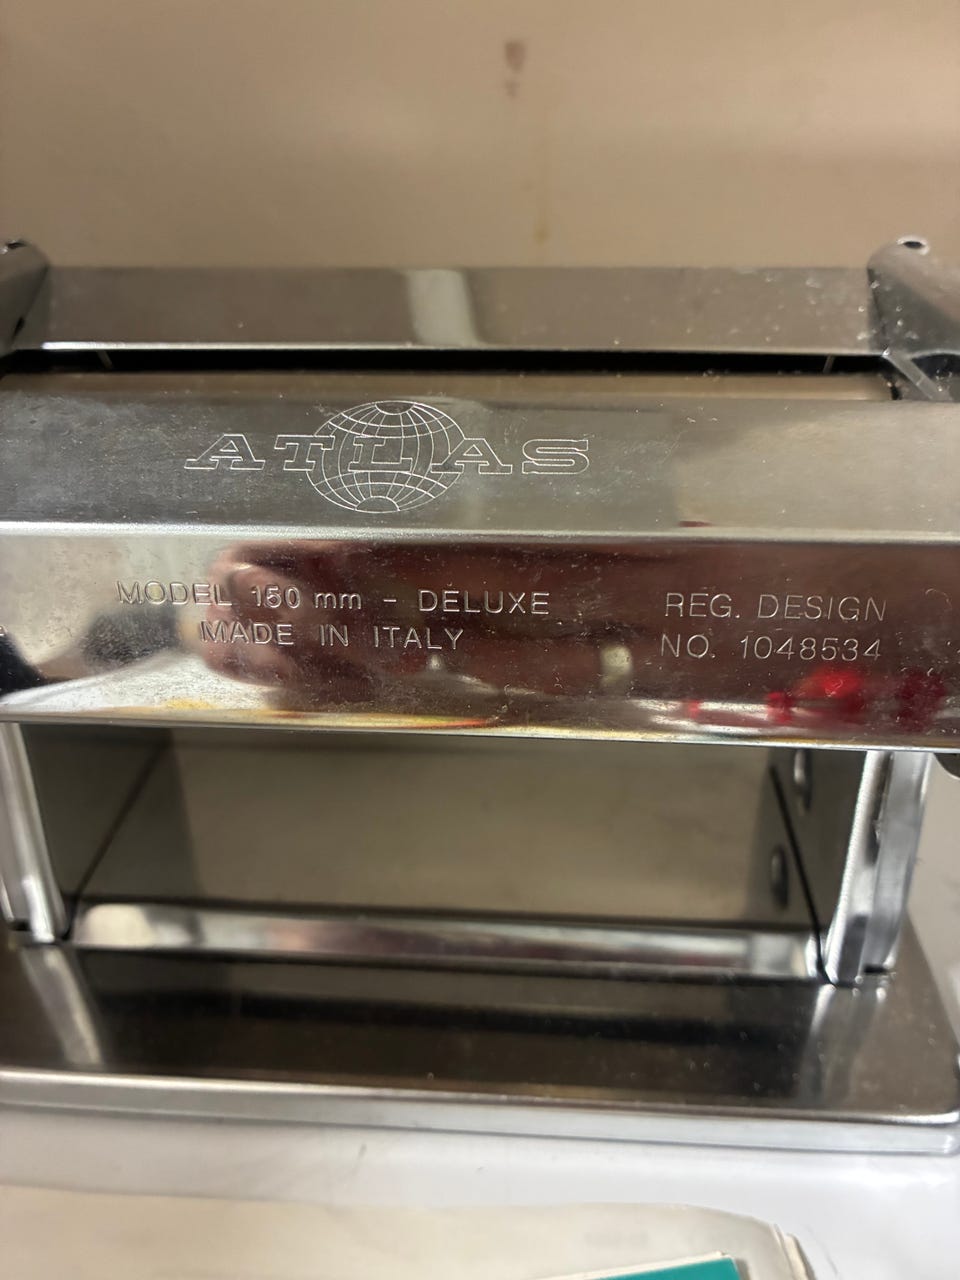 ATLAS
MODEL 150 mm - DELUXE
MADE IN ITALY
REG. DESIGN
NO. 1048534